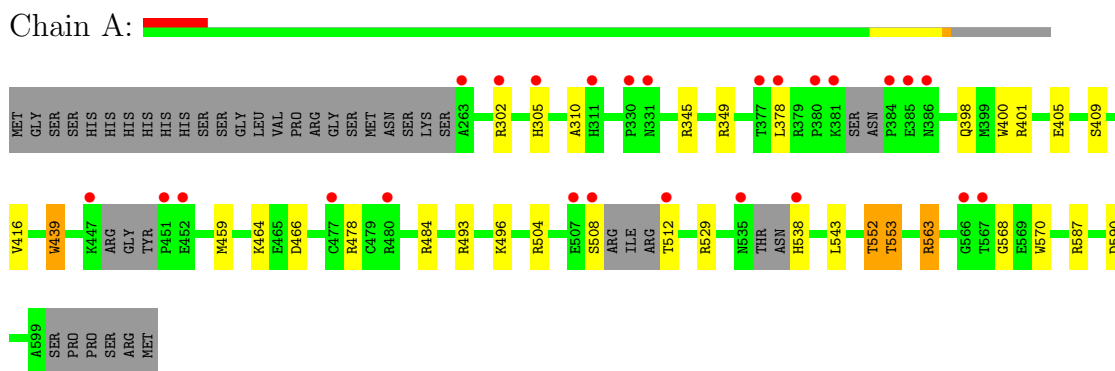 Chain A:
MET GLY SER SER HIS HIS HIS HIS HIS HIS SER SER GLY LEU VAL PRO ARG GLY SER MET ASN SER LYS SER A263 R302 H305 A310 H311 P330 N331 R345 R349 T377 L378 R379 P380 K381 SER ASN P384 E385 N386 Q398 M399 W400 R401 E405 S409
V416 W439 K447 ARG GLY TYR P451 E452 M459 K464 E465 D466 C477 R478 C479 R480 R484 R493 K496 R504 E507 S508 ARG ILE ARG T512 R529 N535 THR ASN H538 L543 T552 T553 R563 G566 T567 G568 E569 W570 R587
A599 SER PRO PRO SER ARG MET